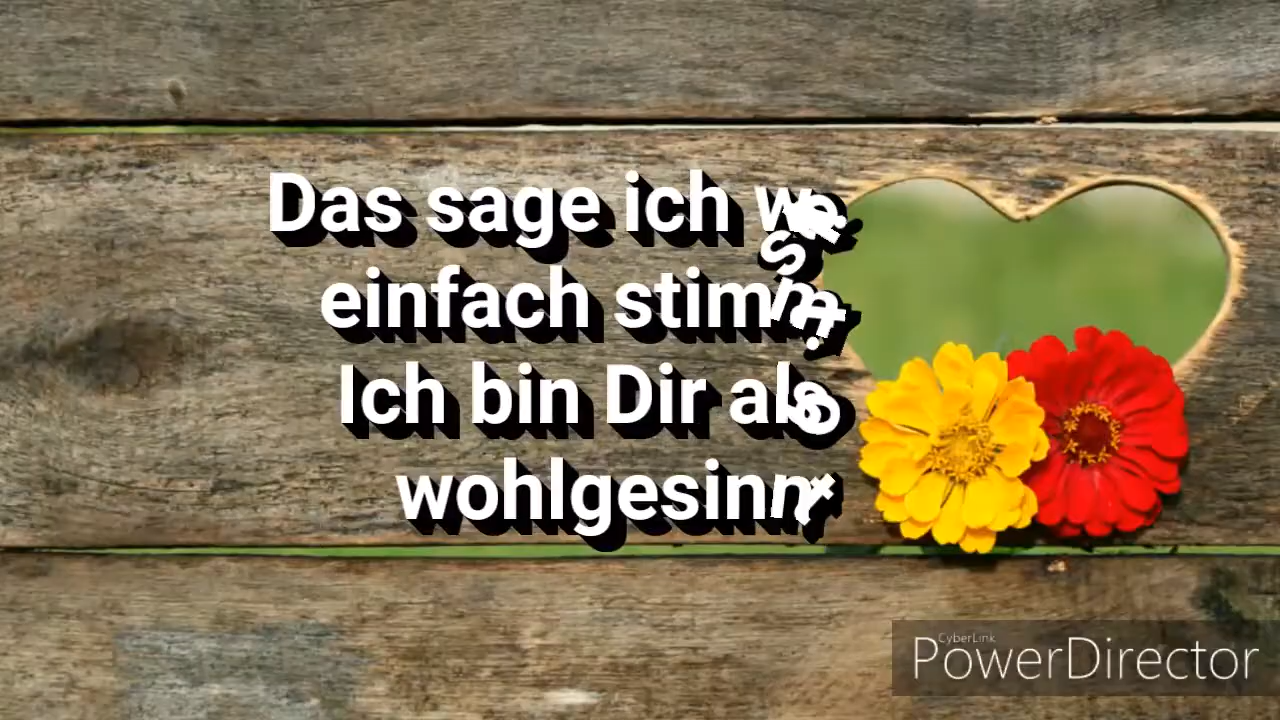 Das sage ich
einfach
Ich bin Dir
CyberLink
PowerDirector